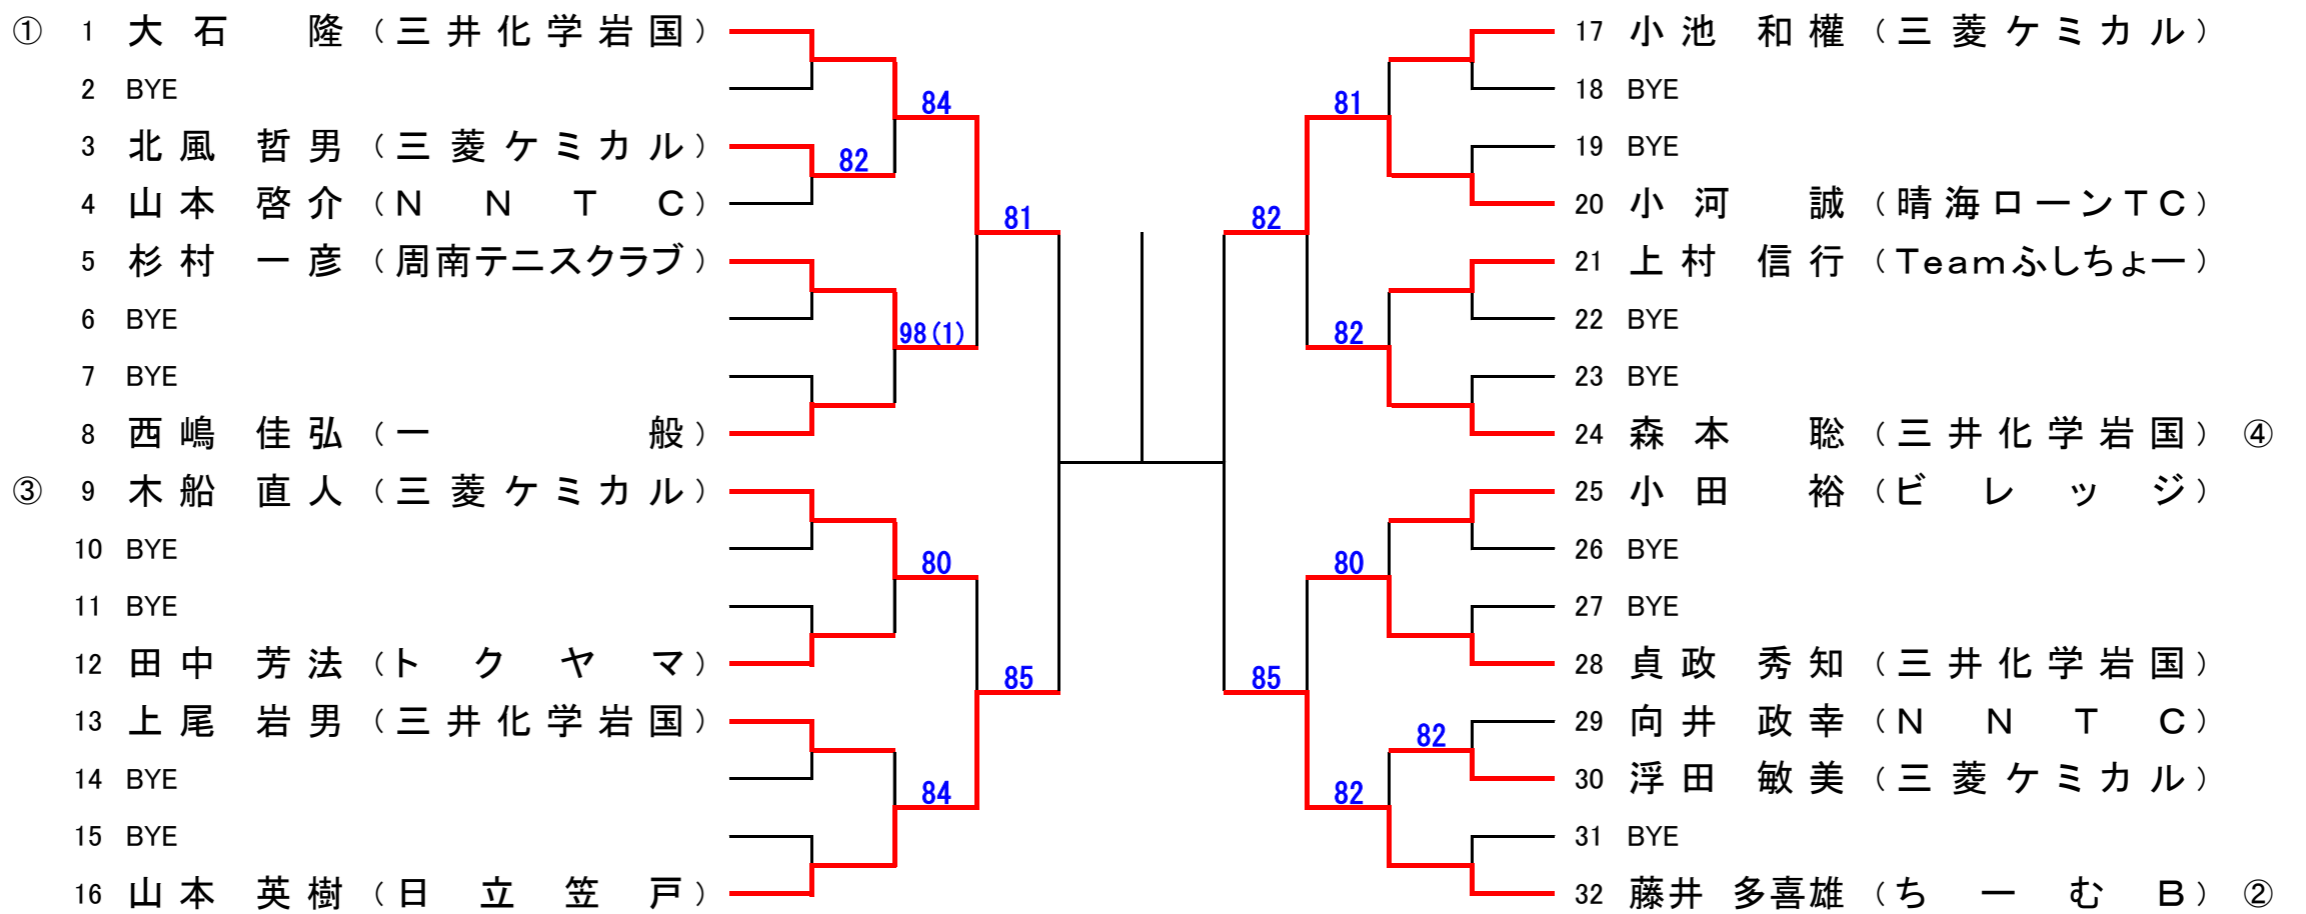 ① 1 大石 隆 (三井化学岩国)
2 BYE
84
3 北風 哲男 (三菱ケミカル)
82
4 山本 啓介 (NNTC)
81
5 杉村 一彦 (周南テニスクラブ)
6 BYE
98(1)
7 BYE
8 西嶋 佳弘 (一般)
③ 9 木船 直人 (三菱ケミカル)
10 BYE
80
11 BYE
12 田中 芳法 (トクヤマ)
85
13 上尾 岩男 (三井化学岩国)
14 BYE
84
15 BYE
16 山本 英樹 (日立笠戸)
17 小池 和權 (三菱ケミカル)
18 BYE
81
19 BYE
20 小河 誠 (晴海ローンTC)
82
21 上村 信行 (Teamふしちょー)
22 BYE
82
23 BYE
24 森本 聡 (三井化学岩国) ④
25 小田 裕 (ビレッジ)
26 BYE
80
27 BYE
28 貞政 秀知 (三井化学岩国)
85
29 向井 政幸 (NNTC)
82
30 浮田 敏美 (三菱ケミカル)
82
31 BYE
32 藤井 多喜雄 (ちーむB) ②